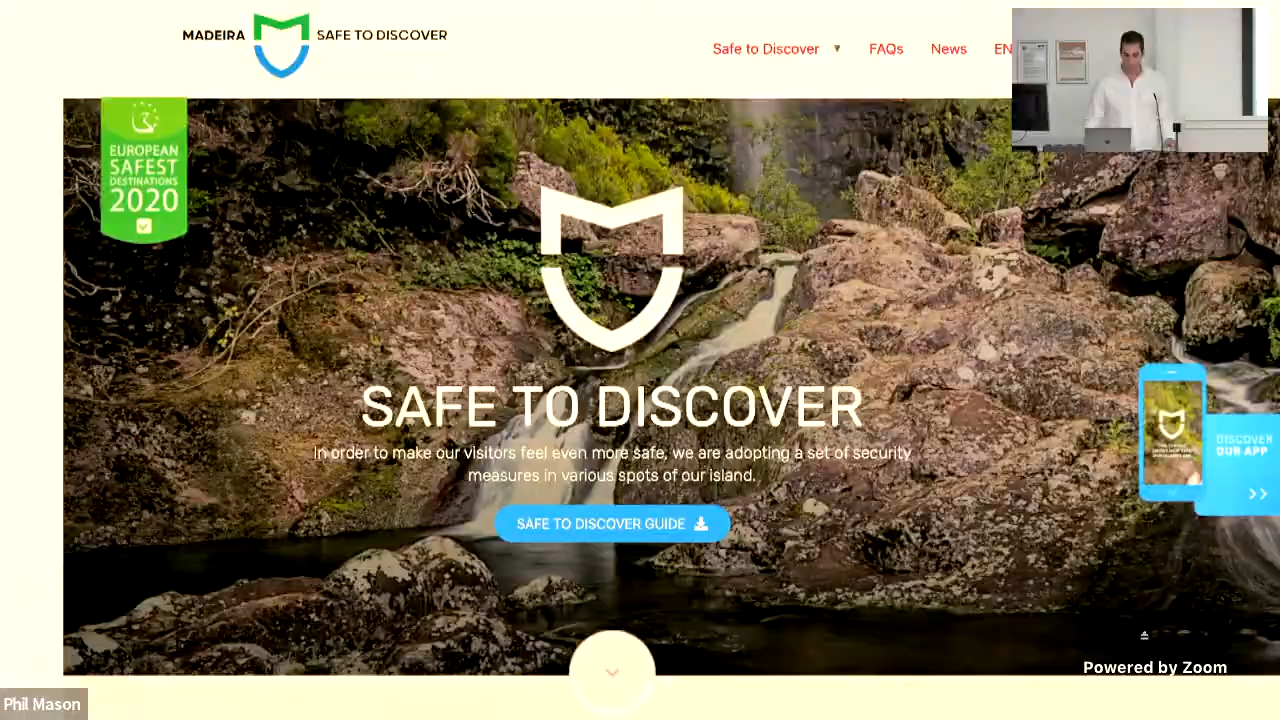 MADEIRA
SAFE TO DISCOVER
Safe to Discover
FAQs
News
EN
EUROPEAN
SAFEST
DESTINATIONS
2020
SAFE TO DISCOVER
In order to make our visitors feel even more safe, we are adopting a set of security
measures in various spots of our island.
SAFE TO DISCOVER GUIDE
DISCOVER
OUR APP
Powered by Zoom
Phil Mason